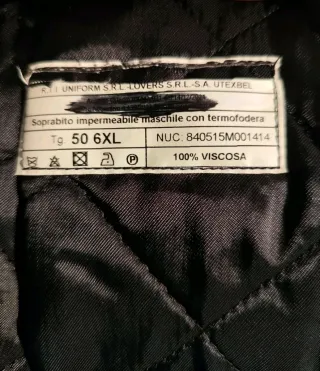 R.T.I. UNIFORM S.R.L.-LOVERS S.R.L.-S.A. UTEXBEL
Soprabito impermeabile maschile con termofodera
Tg. 50 6XL NUC. 840515M001414
P 100% VISCOSA